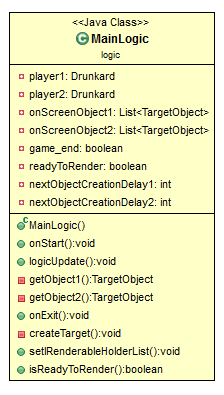 <<Java Class>>
MainLogic
logic
player1: Drunkard
player2: Drunkard
onScreenObject1: List<TargetObject>
onScreenObject2: List<TargetObject>
game_end: boolean
readyToRender: boolean
nextObjectCreationDelay1: int
nextObjectCreationDelay2: int
MainLogic()
onStart():void
logicUpdate():void
getObject1():TargetObject
getObject2():TargetObject
onExit():void
createTarget():void
setIRenderableHolderList():void
isReadyToRender():boolean